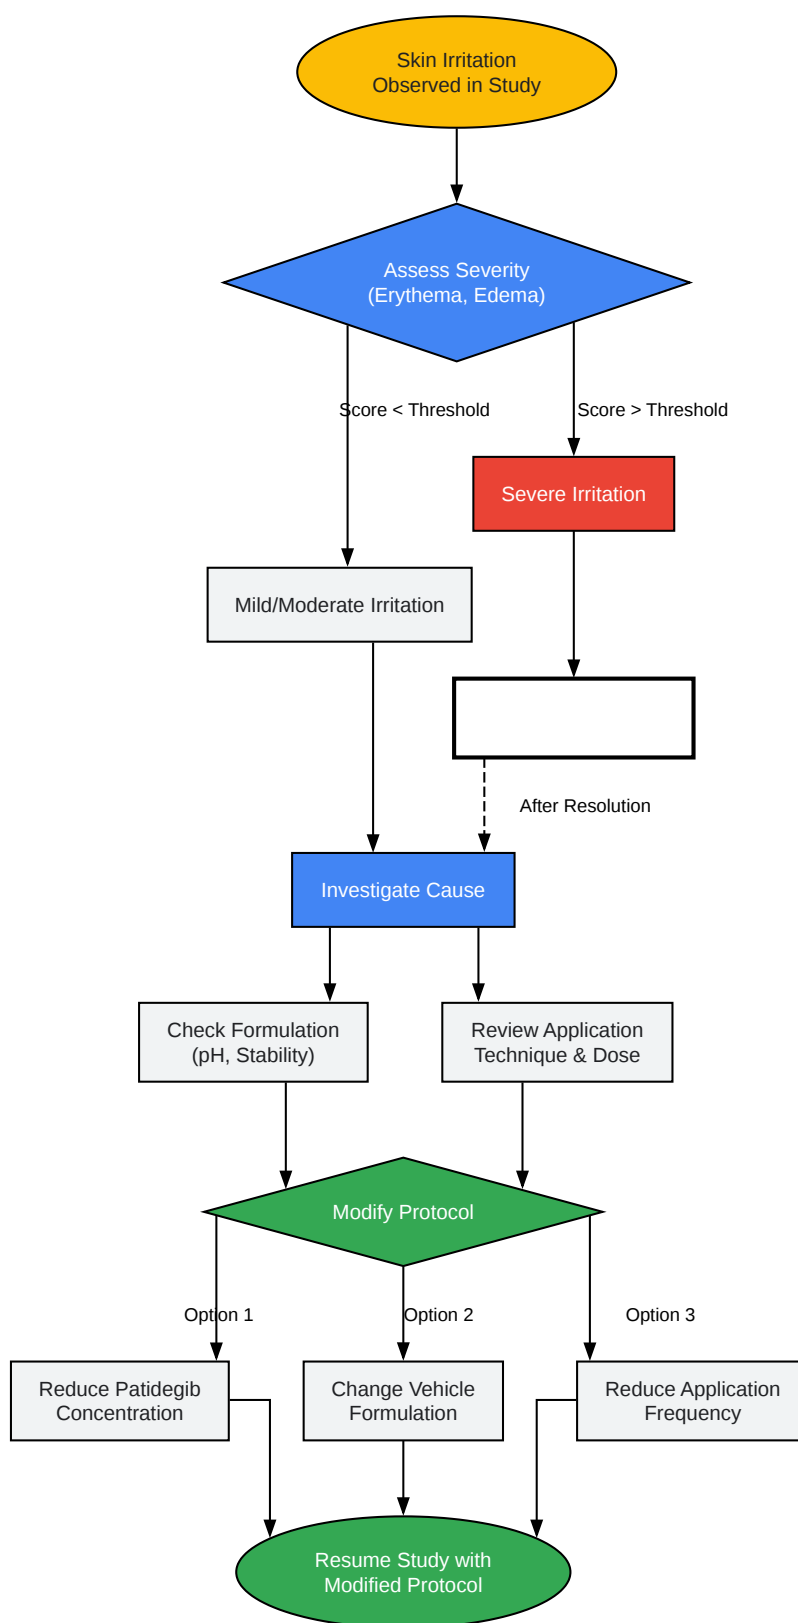 Skin Irritation
Observed in Study
Assess Severity
(Erythema, Edema)
Score < Threshold
Score > Threshold
Severe Irritation
Mild/Moderate Irritation
After Resolution
Investigate Cause
Check Formulation
(pH, Stability)
Review Application
Technique & Dose
Modify Protocol
Option 1
Option 2
Option 3
Reduce Patidegib
Concentration
Change Vehicle
Formulation
Reduce Application
Frequency
Resume Study with
Modified Protocol